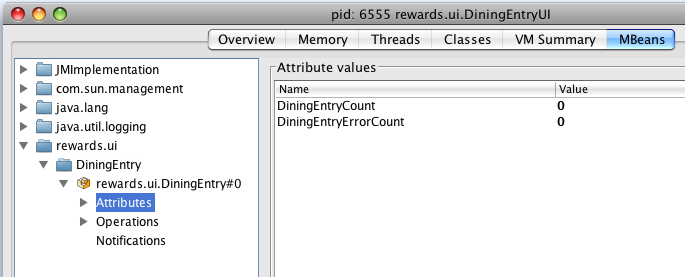 pid: 6555 rewards.ui.DiningEntryUI
Overview Memory Threads Classes VM Summary MBeans
JMImplementation
com.sun.management
java.lang
java.util.logging
rewards.ui
DiningEntry
rewards.ui.DiningEntry#0
Attributes
Operations
Notifications
Attribute values
Name Value
DiningEntryCount 0
DiningEntryErrorCount 0